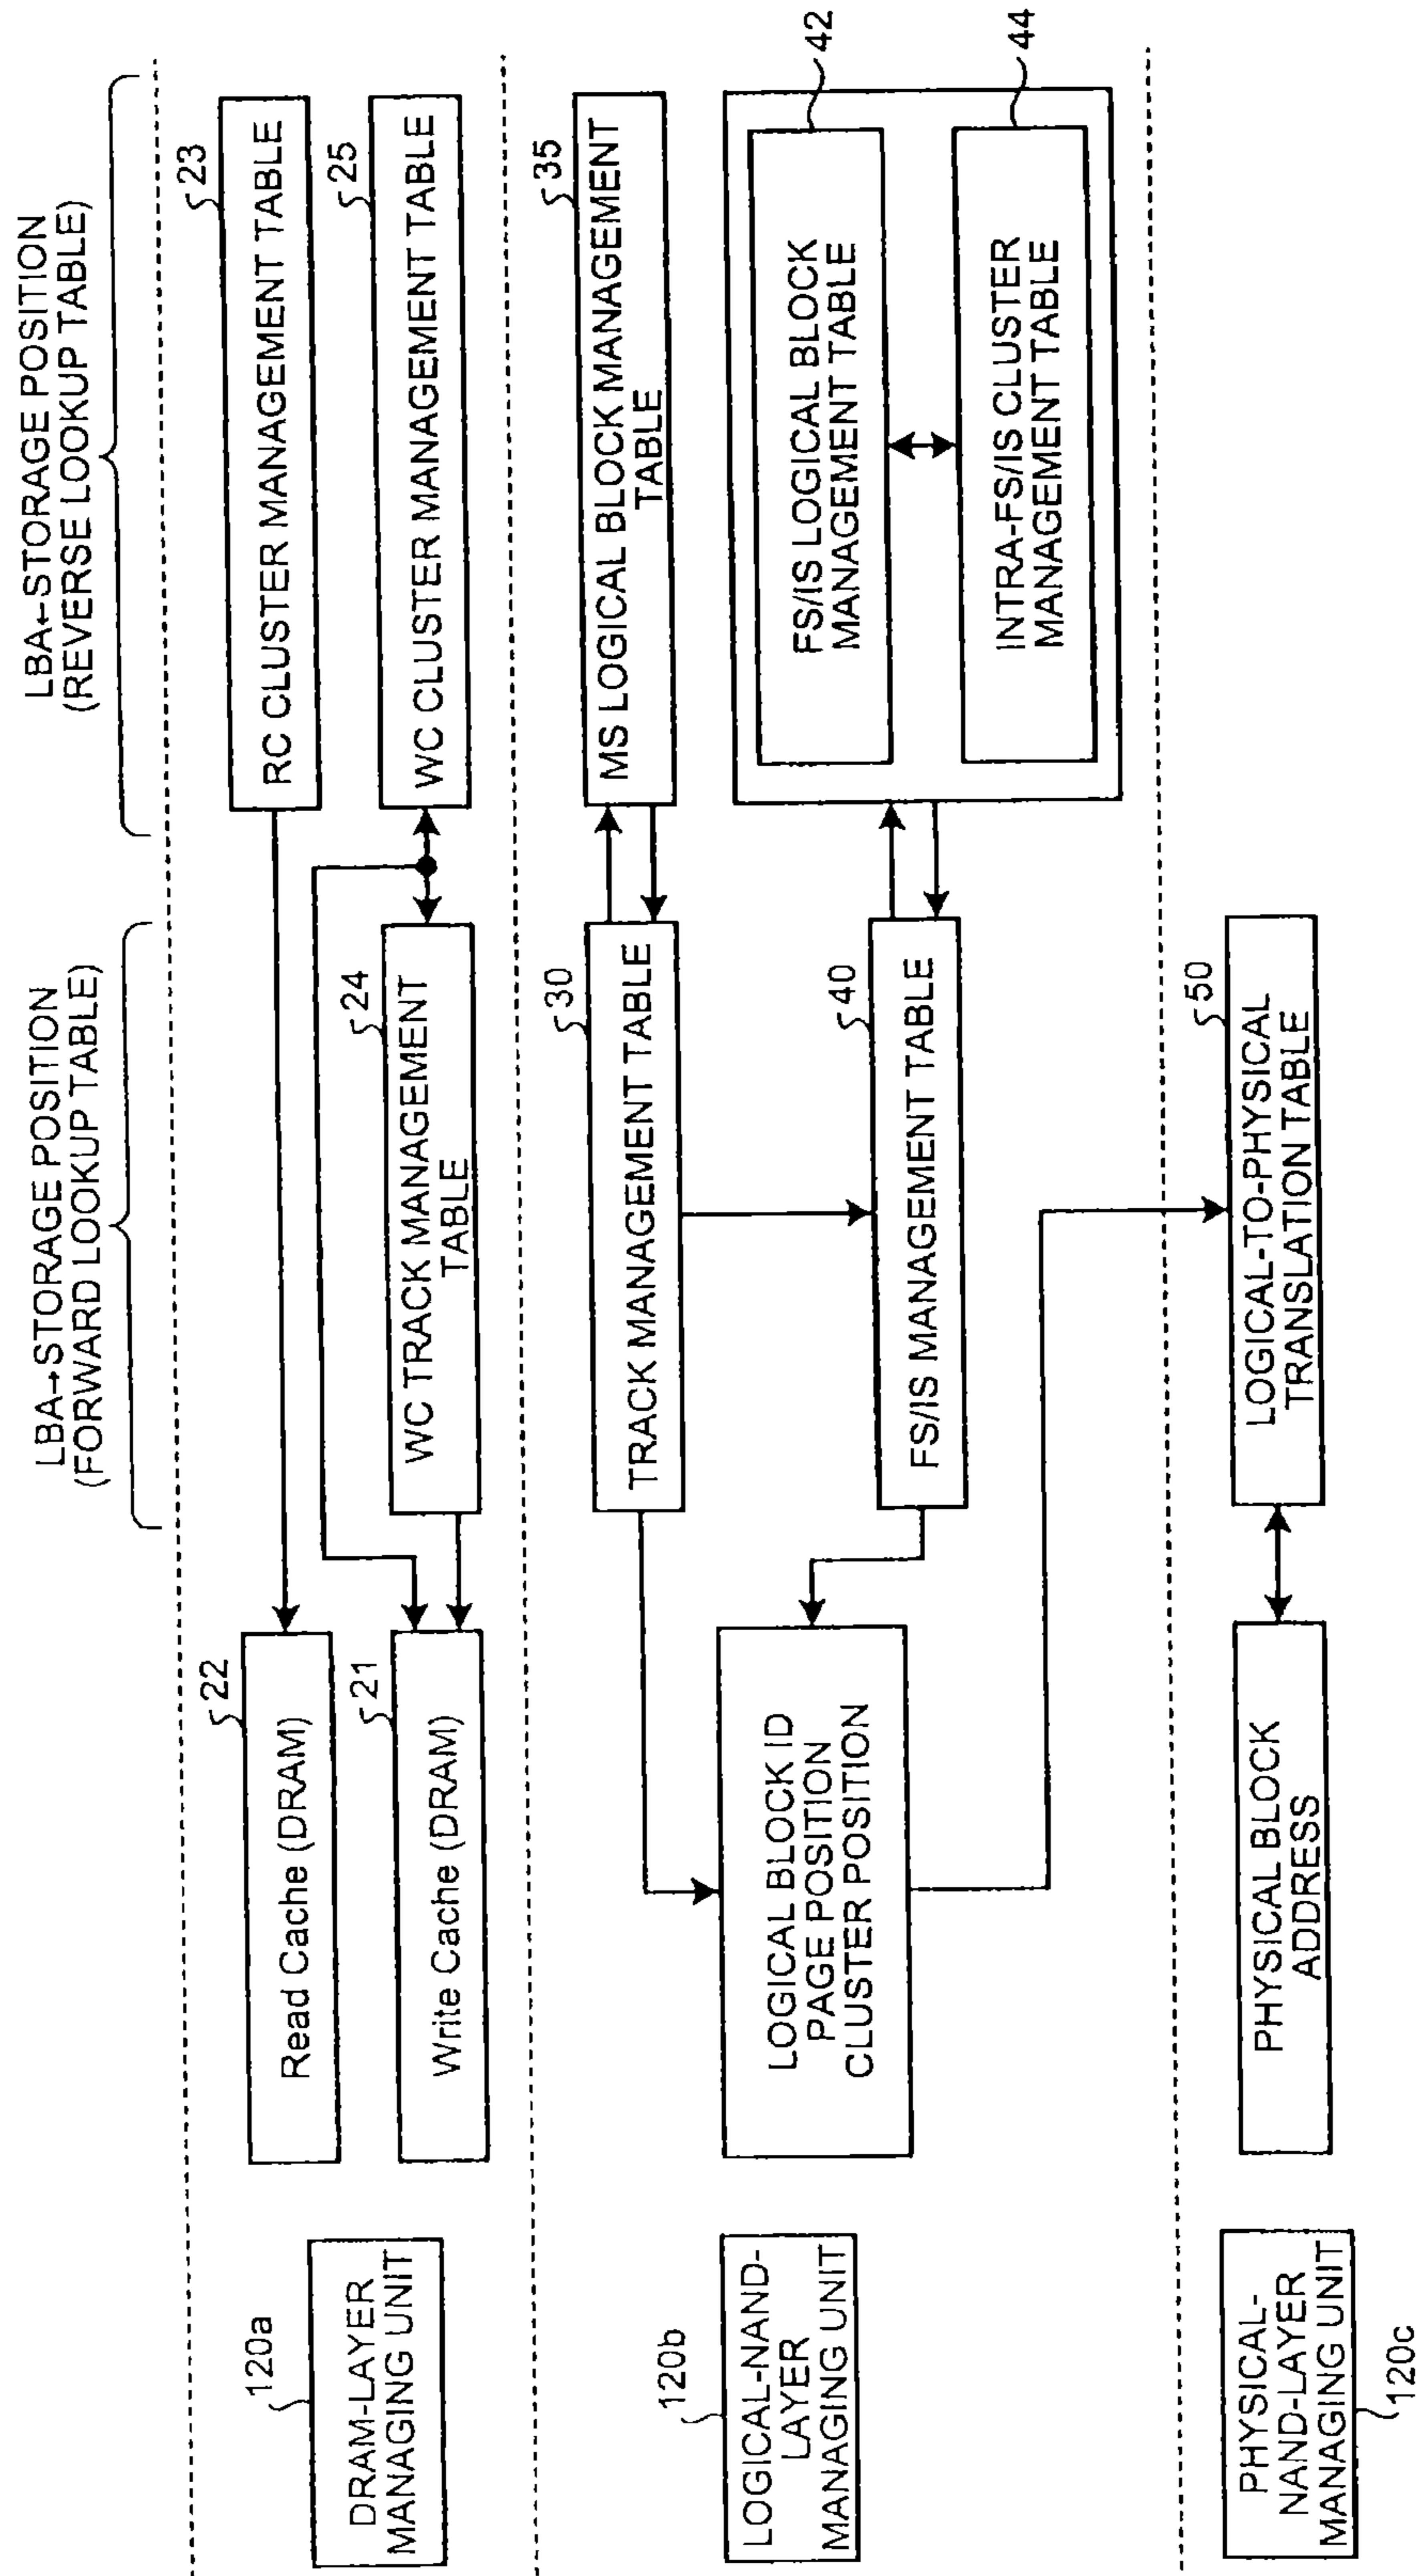 LBA→STORAGE POSITION
(FORWARD LOOKUP TABLE)
LBA←STORAGE POSITION
(REVERSE LOOKUP TABLE)
120a
DRAM-LAYER
MANAGING UNIT
22
Read Cache (DRAM)
21
Write Cache (DRAM)
24
WC TRACK MANAGEMENT
TABLE
23
RC CLUSTER MANAGEMENT TABLE
25
WC CLUSTER MANAGEMENT TABLE
120b
LOGICAL-NAND-
LAYER
MANAGING UNIT
LOGICAL BLOCK ID
PAGE POSITION
CLUSTER POSITION
30
TRACK MANAGEMENT TABLE
40
FS/IS MANAGEMENT TABLE
35
MS LOGICAL BLOCK MANAGEMENT
TABLE
42
FS/IS LOGICAL BLOCK
MANAGEMENT TABLE
44
INTRA-FS/IS CLUSTER
MANAGEMENT TABLE
PHYSICAL-
NAND-LAYER
MANAGING UNIT
120c
PHYSICAL BLOCK
ADDRESS
50
LOGICAL-TO-PHYSICAL
TRANSLATION TABLE